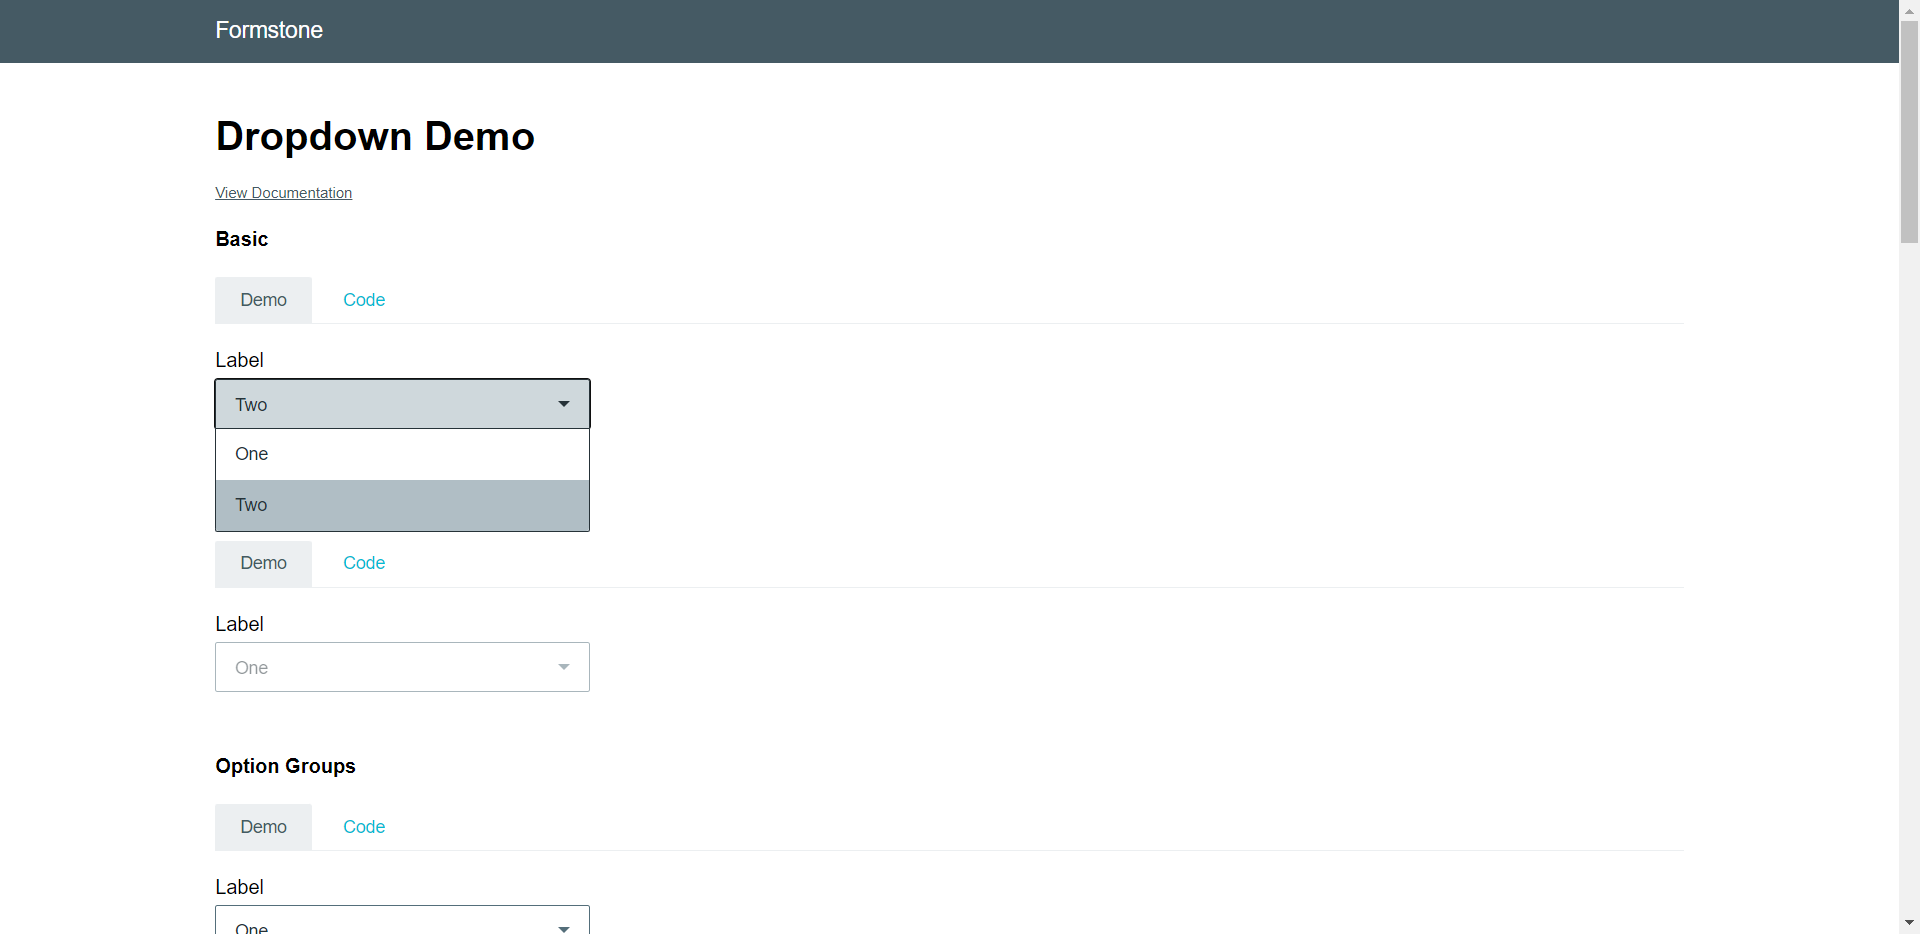 Formstone
Dropdown Demo
View Documentation
Basic
Demo Code
Label
Two
One
Two
Demo Code
Label
One
Option Groups
Demo Code
Label
One